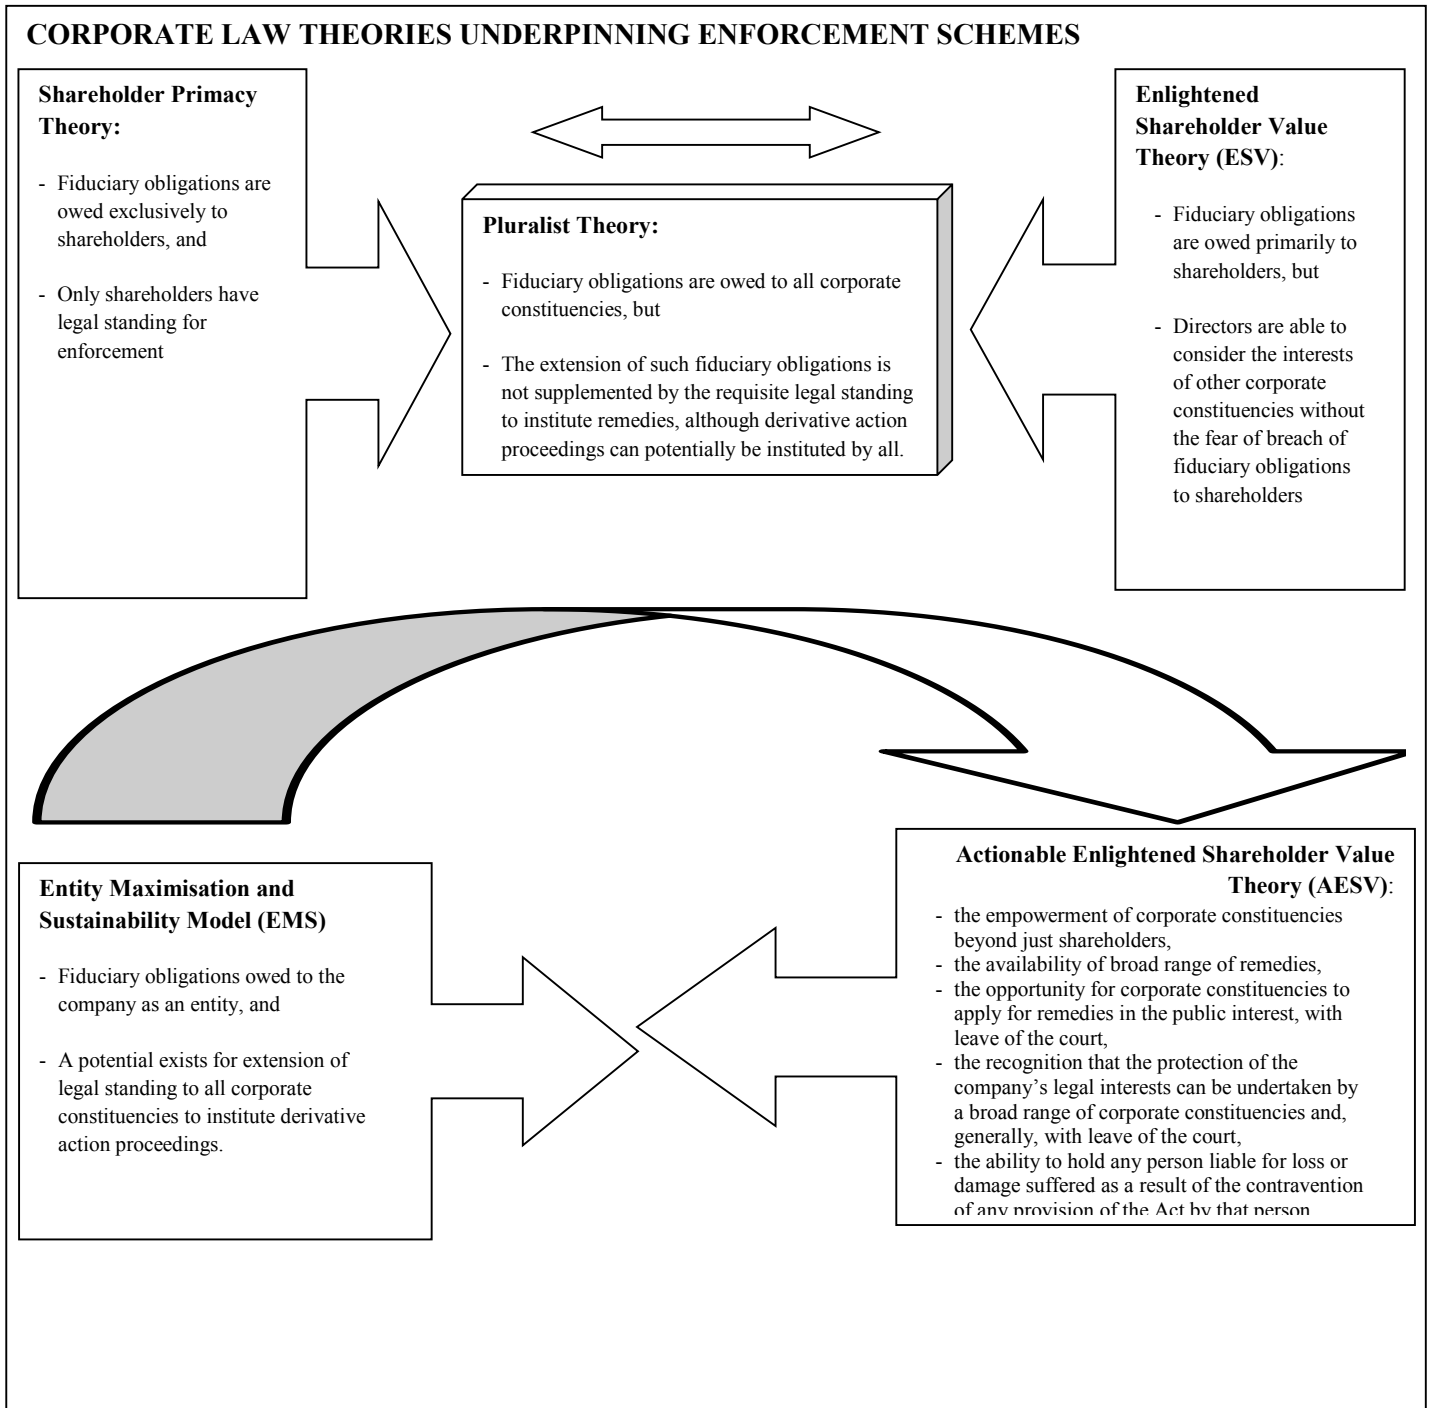 CORPORATE LAW THEORIES UNDERPINNING ENFORCEMENT SCHEMES
Shareholder Primacy
Theory:
- Fiduciary obligations are
owed exclusively to
shareholders, and
- Only shareholders have
legal standing for
enforcement
Pluralist Theory:
- Fiduciary obligations are owed to all corporate
constituencies, but
- The extension of such fiduciary obligations is
not supplemented by the requisite legal standing
to institute remedies, although derivative action
proceedings can potentially be instituted by all.
Enlightened
Shareholder Value
Theory (ESV):
- Fiduciary obligations
are owed primarily to
shareholders, but
- Directors are able to
consider the interests
of other corporate
constituencies without
the fear of breach of
fiduciary obligations
to shareholders
Entity Maximisation and
Sustainability Model (EMS)
- Fiduciary obligations owed to the
company as an entity, and
- A potential exists for extension of
legal standing to all corporate
constituencies to institute derivative
action proceedings.
Actionable Enlightened Shareholder Value
Theory (AESV):
- the empowerment of corporate constituencies
beyond just shareholders,
- the availability of broad range of remedies,
- the opportunity for corporate constituencies to
apply for remedies in the public interest, with
leave of the court,
- the recognition that the protection of the
company’s legal interests can be undertaken by
a broad range of corporate constituencies and,
generally, with leave of the court,
- the ability to hold any person liable for loss or
damage suffered as a result of the contravention
of any provision of the Act by that person